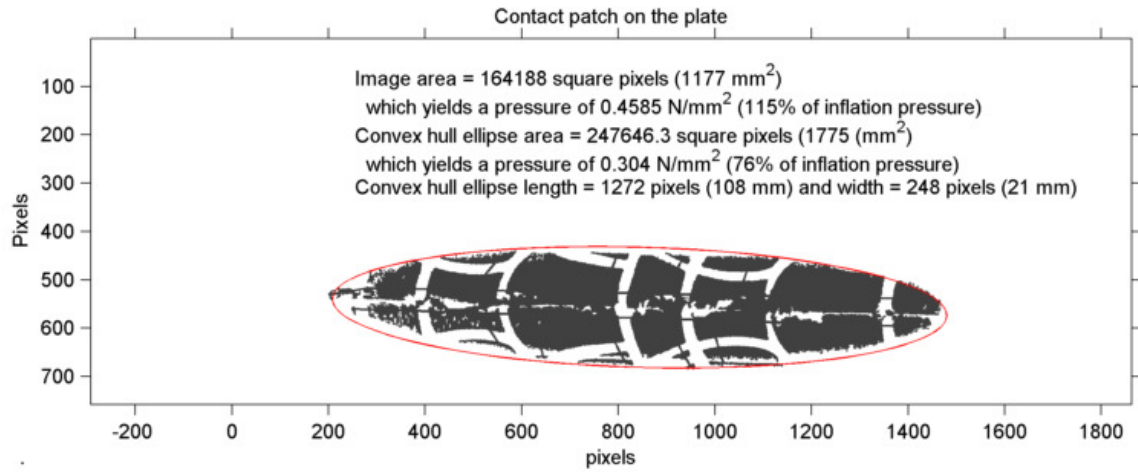 Contact patch on the plate
Image area = 164188 square pixels (1177 mm²)
which yields a pressure of 0.4585 N/mm² (115% of inflation pressure)
Convex hull ellipse area = 247646.3 square pixels (1775 (mm²)
which yields a pressure of 0.304 N/mm² (76% of inflation pressure)
Convex hull ellipse length = 1272 pixels (108 mm) and width = 248 pixels (21 mm)
Pixels
100
200
300
400
500
600
700
-200 0 200 400 600 800 1000 1200 1400 1600 1800
pixels